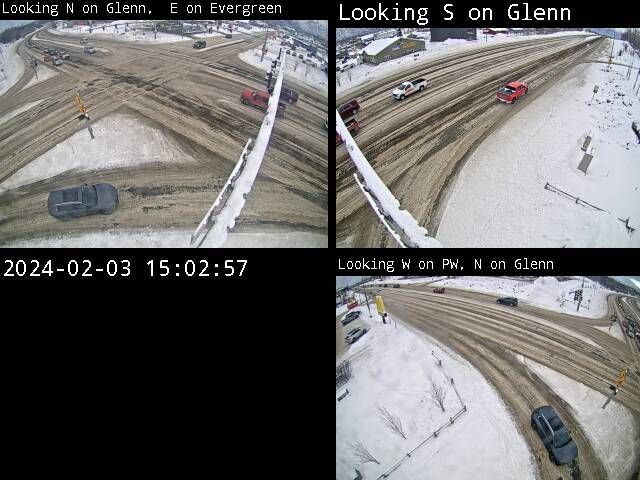 Looking N on Glenn,  E on Evergreen
Looking S on Glenn
2024-02-03 15:02:57
Looking W on PW, N on Glenn